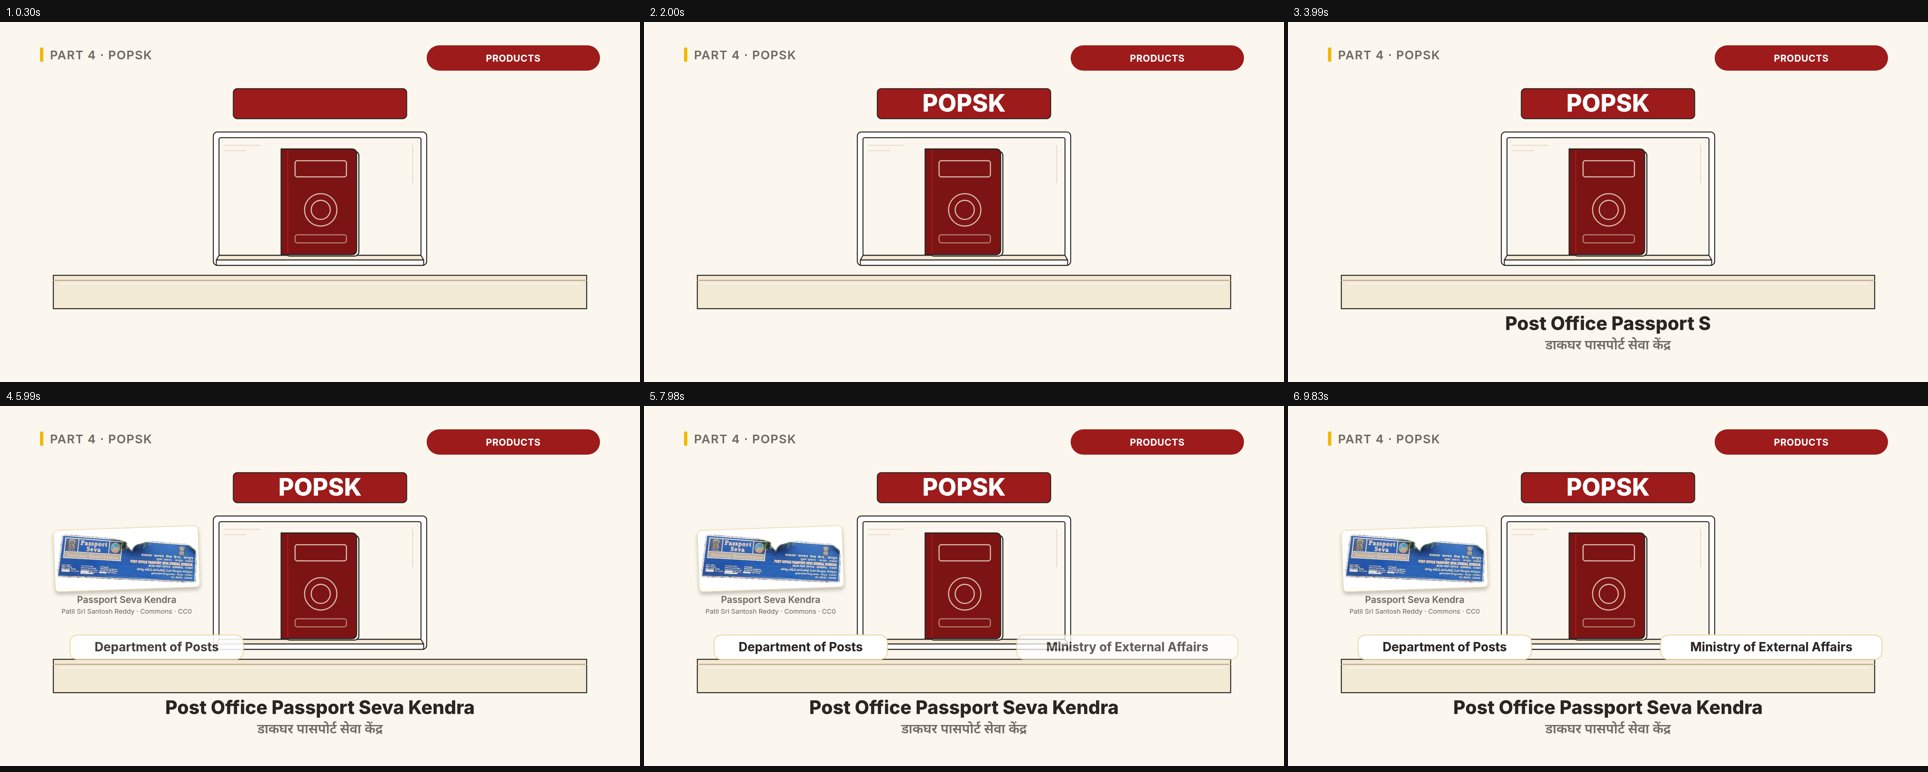 1. 0.30s
PART 4 · POPSK
PRODUCTS
2. 2.00s
PART 4 · POPSK
PRODUCTS
POPSK
3. 3.99s
PART 4 · POPSK
PRODUCTS
POPSK
Post Office Passport S
डाकघर पासपोर्ट सेवा केंद्र
4. 5.99s
PART 4 · POPSK
PRODUCTS
POPSK
Passport
Seva
Passport Seva Kendra
Patil Sri Santosh Reddy · Commons · CC0
Department of Posts
Post Office Passport Seva Kendra
डाकघर पासपोर्ट सेवा केंद्र
5. 7.98s
PART 4 · POPSK
PRODUCTS
POPSK
Passport
Seva
Passport Seva Kendra
Patil Sri Santosh Reddy · Commons · CC0
Department of Posts
Ministry of External Affairs
Post Office Passport Seva Kendra
डाकघर पासपोर्ट सेवा केंद्र
6. 9.83s
PART 4 · POPSK
PRODUCTS
POPSK
Passport
Seva
Passport Seva Kendra
Patil Sri Santosh Reddy · Commons · CC0
Department of Posts
Ministry of External Affairs
Post Office Passport Seva Kendra
डाकघर पासपोर्ट सेवा केंद्र